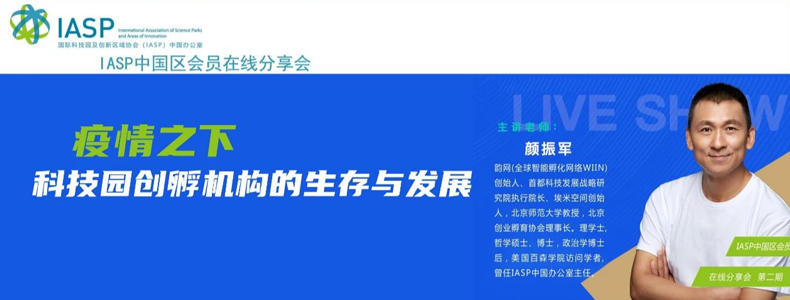 IASP
International Association of Science Parks
and Areas of Innovation
国际科技园及创新区域协会（IASP）中国办公室
IASP中国区会员在线分享会
疫情之下
科技园创孵机构的生存与发展
LIVE SHOW
主讲老师：
颜振军
韵网(全球智能孵化网络WIIN)
创始人、首都科技发展战略研
究院执行院长、埃米空间创始
人，北京师范大学教授，北京
创业孵育协会理事长。理学士,
哲学硕士、博士，政治学博士
后，美国百森学院访问学者,
曾任IASP中国办公室主任。
IASP中国区会员
在线分享会 第二期